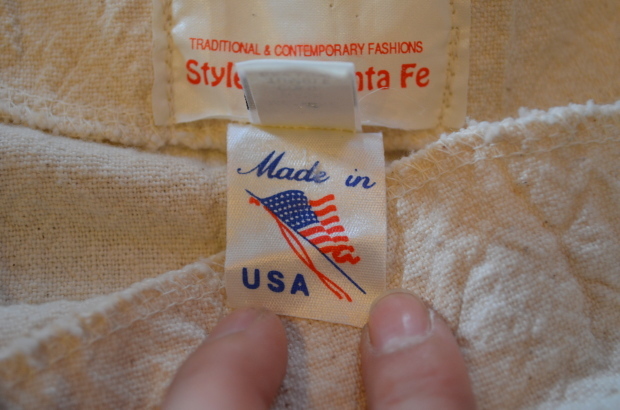 TRADITIONAL & CONTEMPORARY FASHIONS
Style Fe
Made in
USA